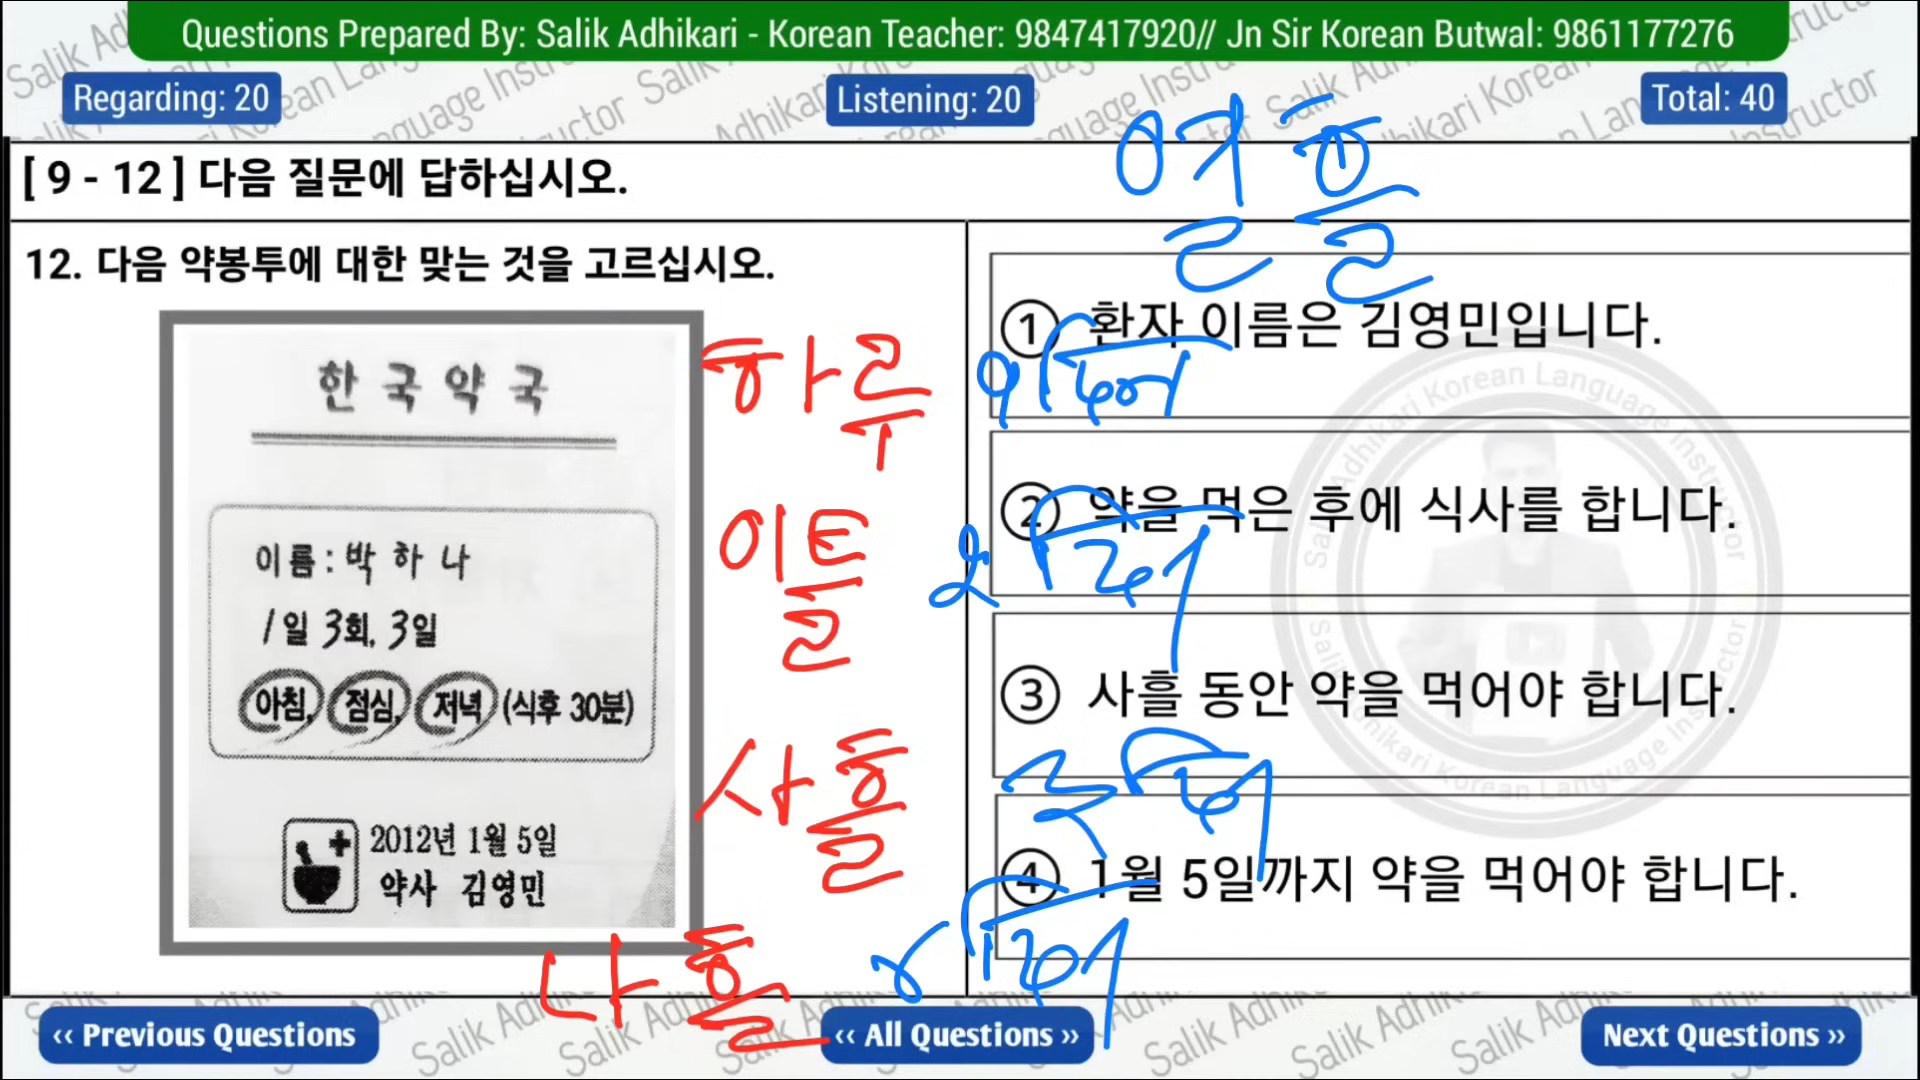 Questions Prepared By: Salik Adhikari - Korean Teacher: 9847417920// Jn Sir Korean Butwal: 9861177276
Regarding: 20
Listening: 20
Total: 40
[ 9 - 12 ] 다음 질문에 답하십시오.
12. 다음 약봉투에 대한 맞는 것을 고르십시오.
한국약국
이름 : 박하나
1일 3회, 3일
아침, 점심, 저녁 (식후 30분)
2012년 1월 5일
약사 김영민
하루
이틀
사흘
나흘
열흘
① 환자 이름은 김영민입니다.
② 약을 먹은 후에 식사를 합니다.
③ 사흘 동안 약을 먹어야 합니다.
④ 1월 5일까지 약을 먹어야 합니다.
Salik Adhikari Korean Language Instructor
‹‹ Previous Questions
‹‹ All Questions ››
Next Questions ››